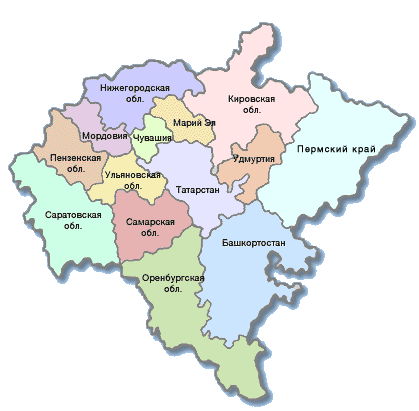 Нижегородская
обл.
Кировская
обл.
Марий Эл
Мордовия
Чувашия
Пермский край
Пензенская
обл.
Удмуртия
Ульяновская
обл.
Татарстан
Саратовская
обл.
Самарская
обл.
Башкортостан
Оренбургская
обл.